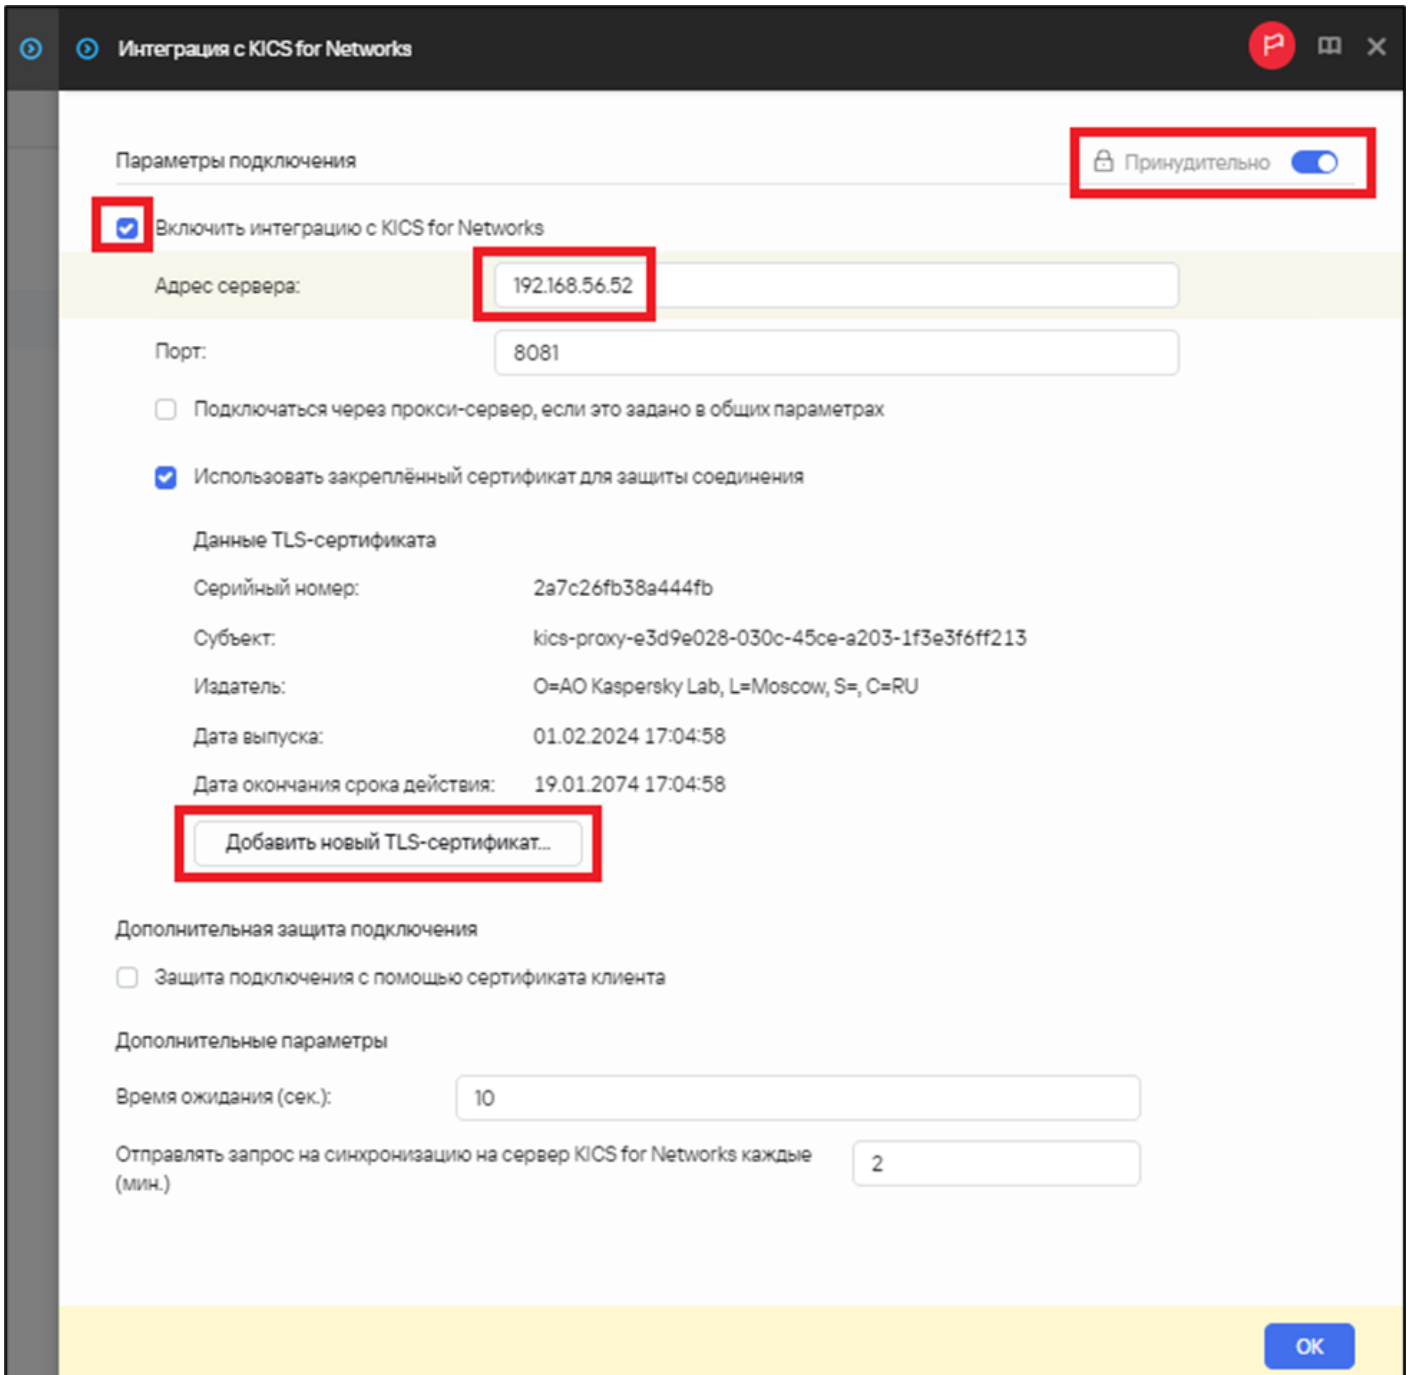 Интеграция с KICS for Networks
Параметры подключения
Принудительно
Включить интеграцию с KICS for Networks
Адрес сервера:
192.168.56.52
Порт:
8081
Подключаться через прокси-сервер, если это задано в общих параметрах
Использовать закреплённый сертификат для защиты соединения
Данные TLS-сертификата
Серийный номер:
2a7c26fb38a444fb
Субъект:
kics-proxy-e3d9e028-030c-45ce-a203-1f3e3f6ff213
Издатель:
O=AO Kaspersky Lab, L=Moscow, S=, C=RU
Дата выпуска:
01.02.2024 17:04:58
Дата окончания срока действия:
19.01.2074 17:04:58
Добавить новый TLS-сертификат...
Дополнительная защита подключения
Защита подключения с помощью сертификата клиента
Дополнительные параметры
Время ожидания (сек.):
10
Отправлять запрос на синхронизацию на сервер KICS for Networks каждые
(мин.)
2
OK